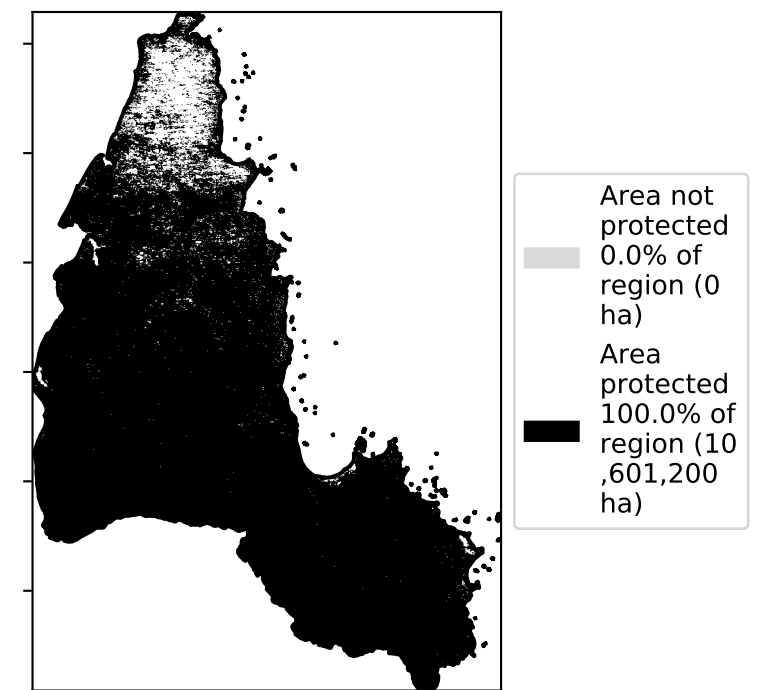 Area not
protected
0.0% of
region (0
ha)
Area
protected
100.0% of
region (10
,601,200
ha)